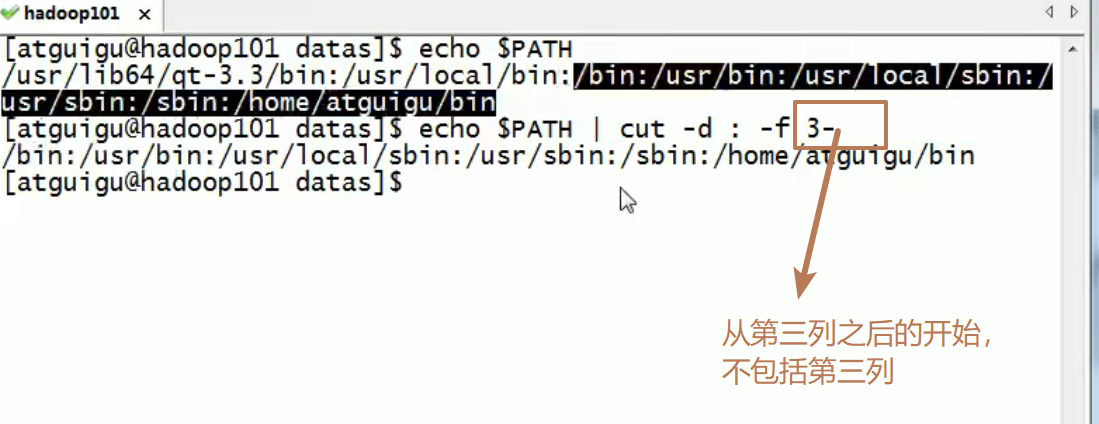 hadoop101 ×
[atguigu@hadoop101 datas]$ echo $PATH
/usr/lib64/qt-3.3/bin:/usr/local/bin:/bin:/usr/bin:/usr/local/sbin:/
usr/sbin:/sbin:/home/atguigu/bin
[atguigu@hadoop101 datas]$ echo $PATH | cut -d : -f 3-
/bin:/usr/bin:/usr/local/sbin:/usr/sbin:/sbin:/home/atguigu/bin
[atguigu@hadoop101 datas]$
从第三列之后的开始，
不包括第三列